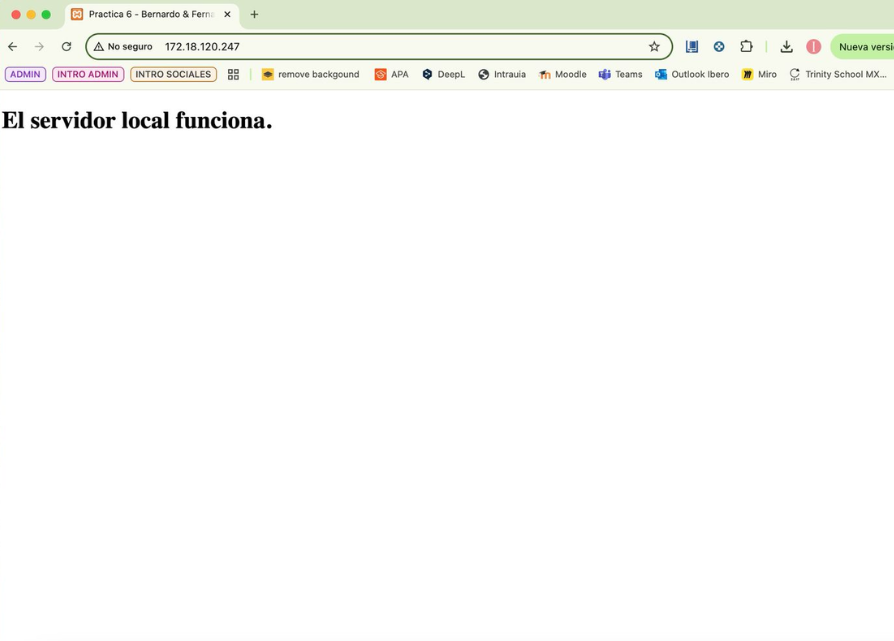 Practica 6 - Bernardo & Ferna
No seguro 172.18.120.247
Nueva versi
ADMIN INTRO ADMIN INTRO SOCIALES remove backgound APA DeepL Intrauia Moodle Teams Outlook Ibero Miro Trinity School MX...
El servidor local funciona.